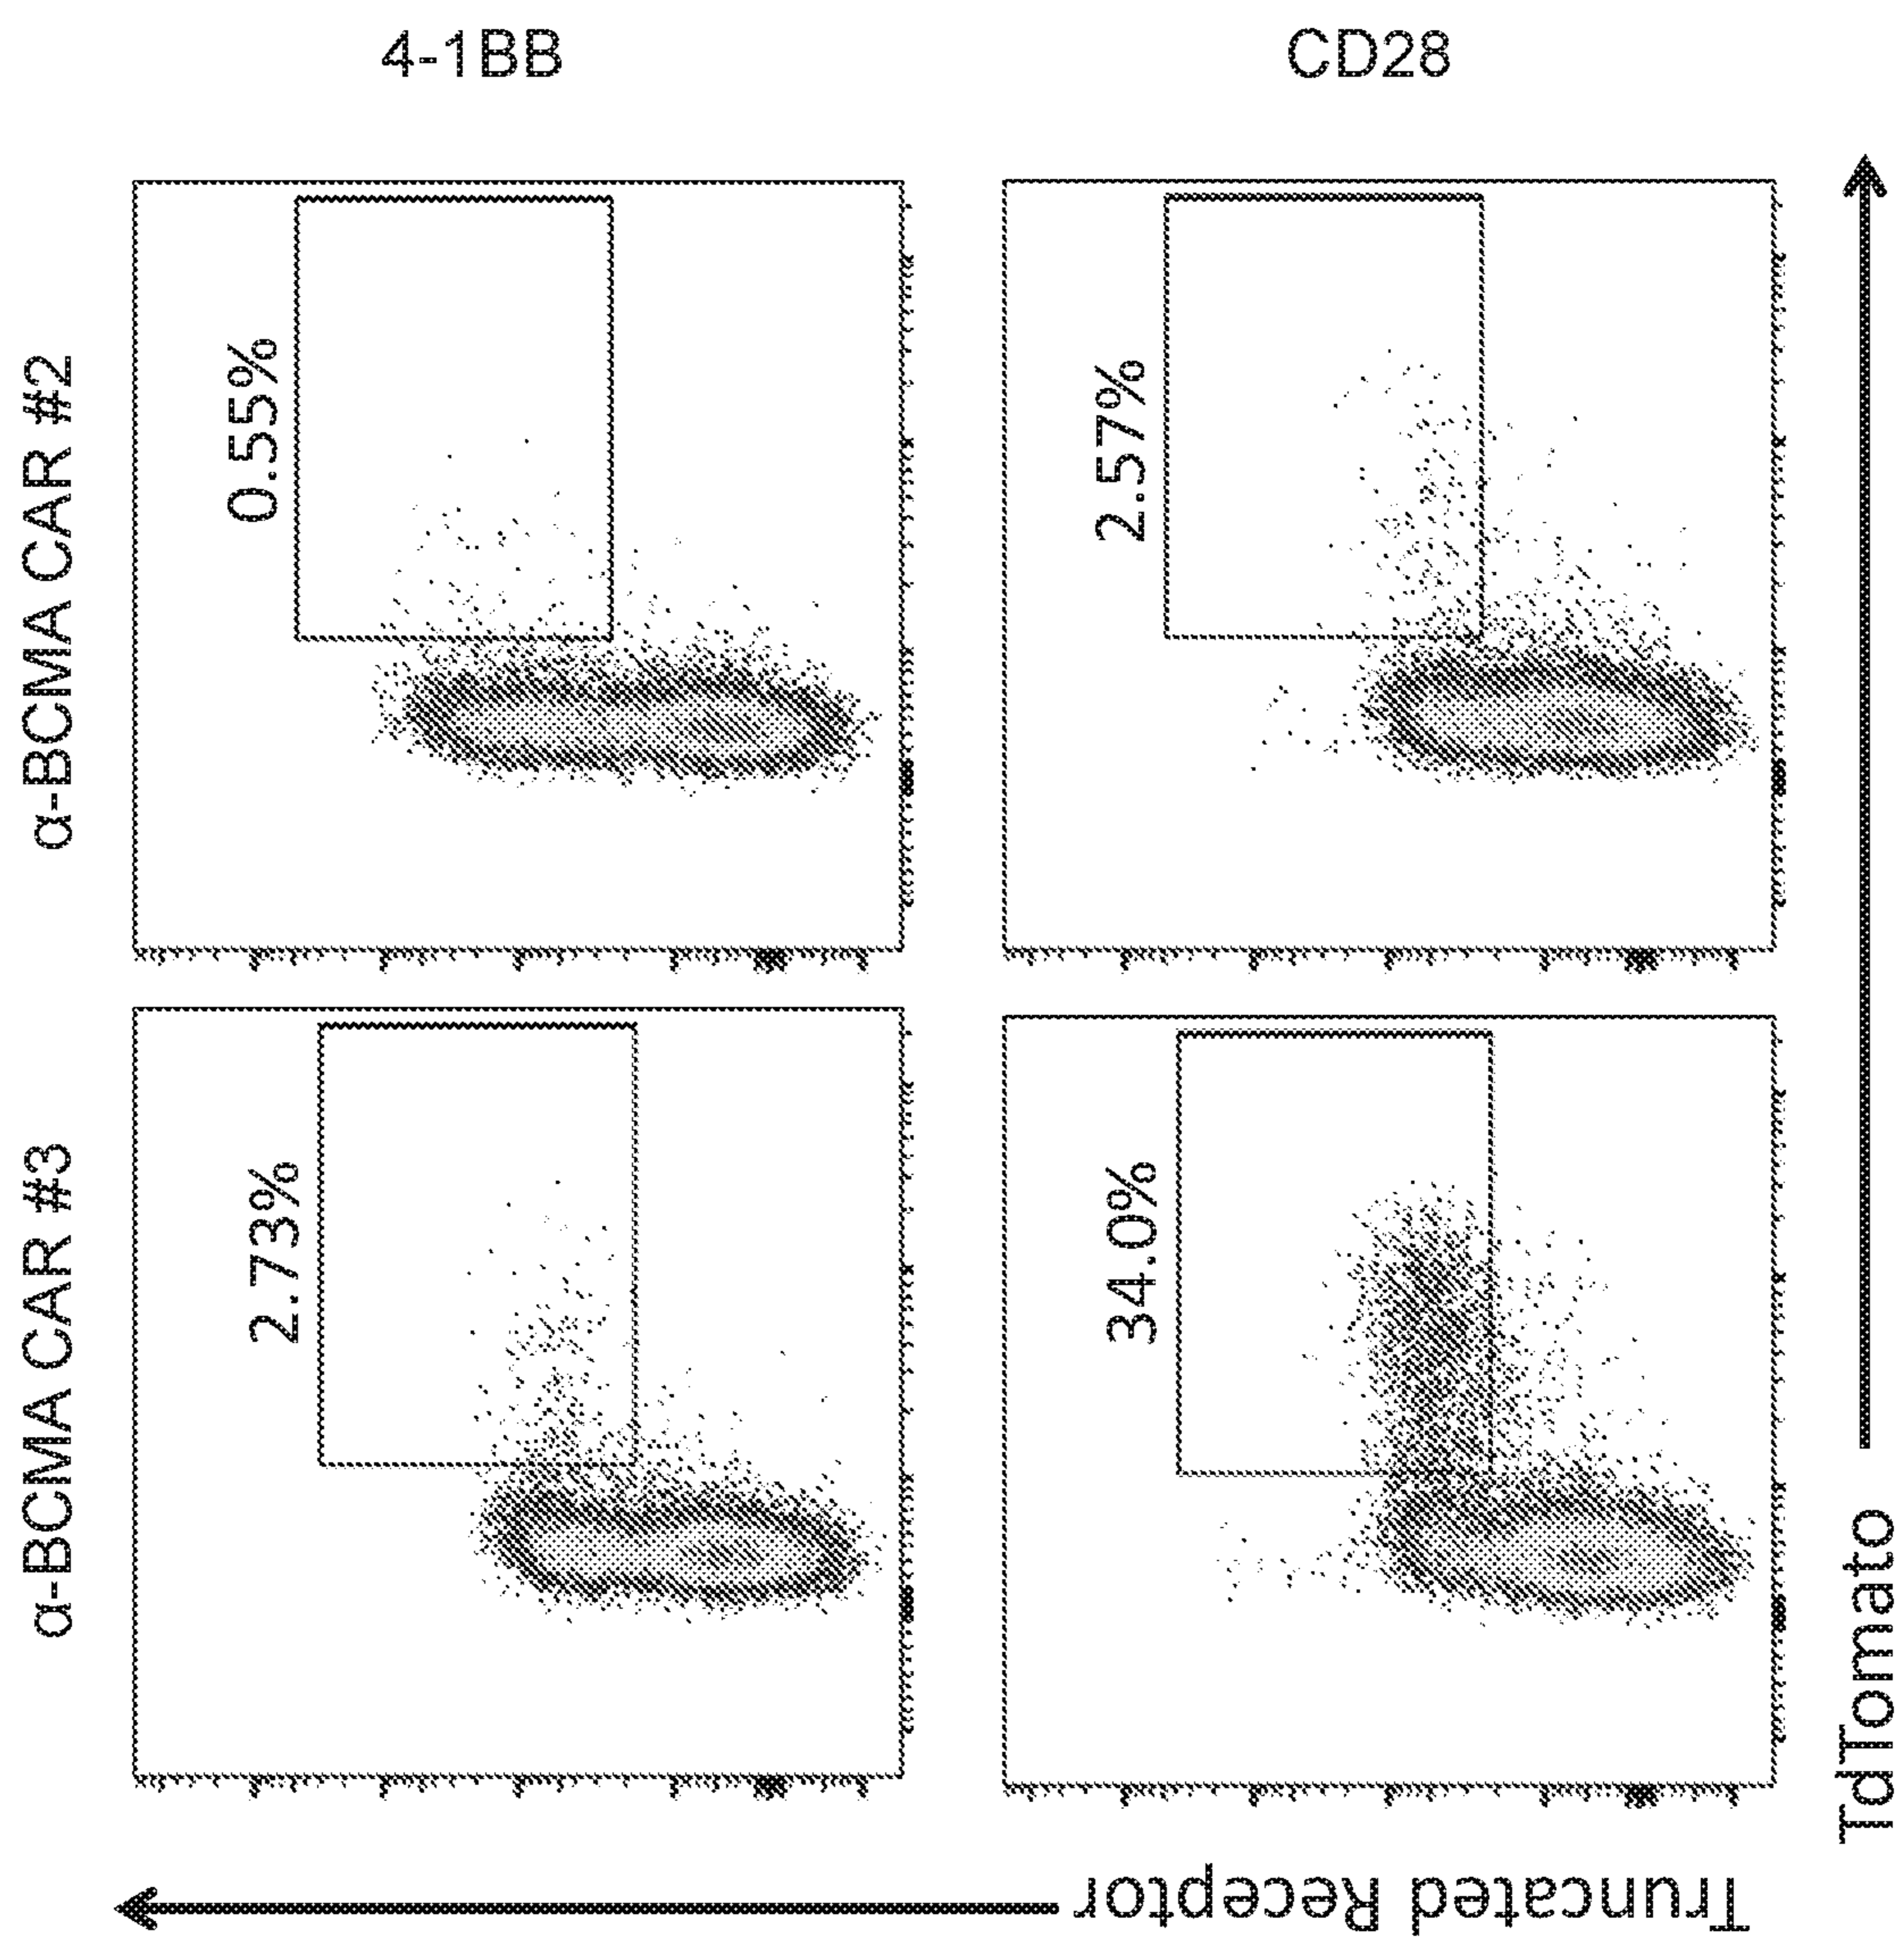 α-BCMA CAR #3
α-BCMA CAR #2
2.73%
0.55%
4-1BB
34.0%
2.57%
CD28
Truncated Receptor
TdTomato